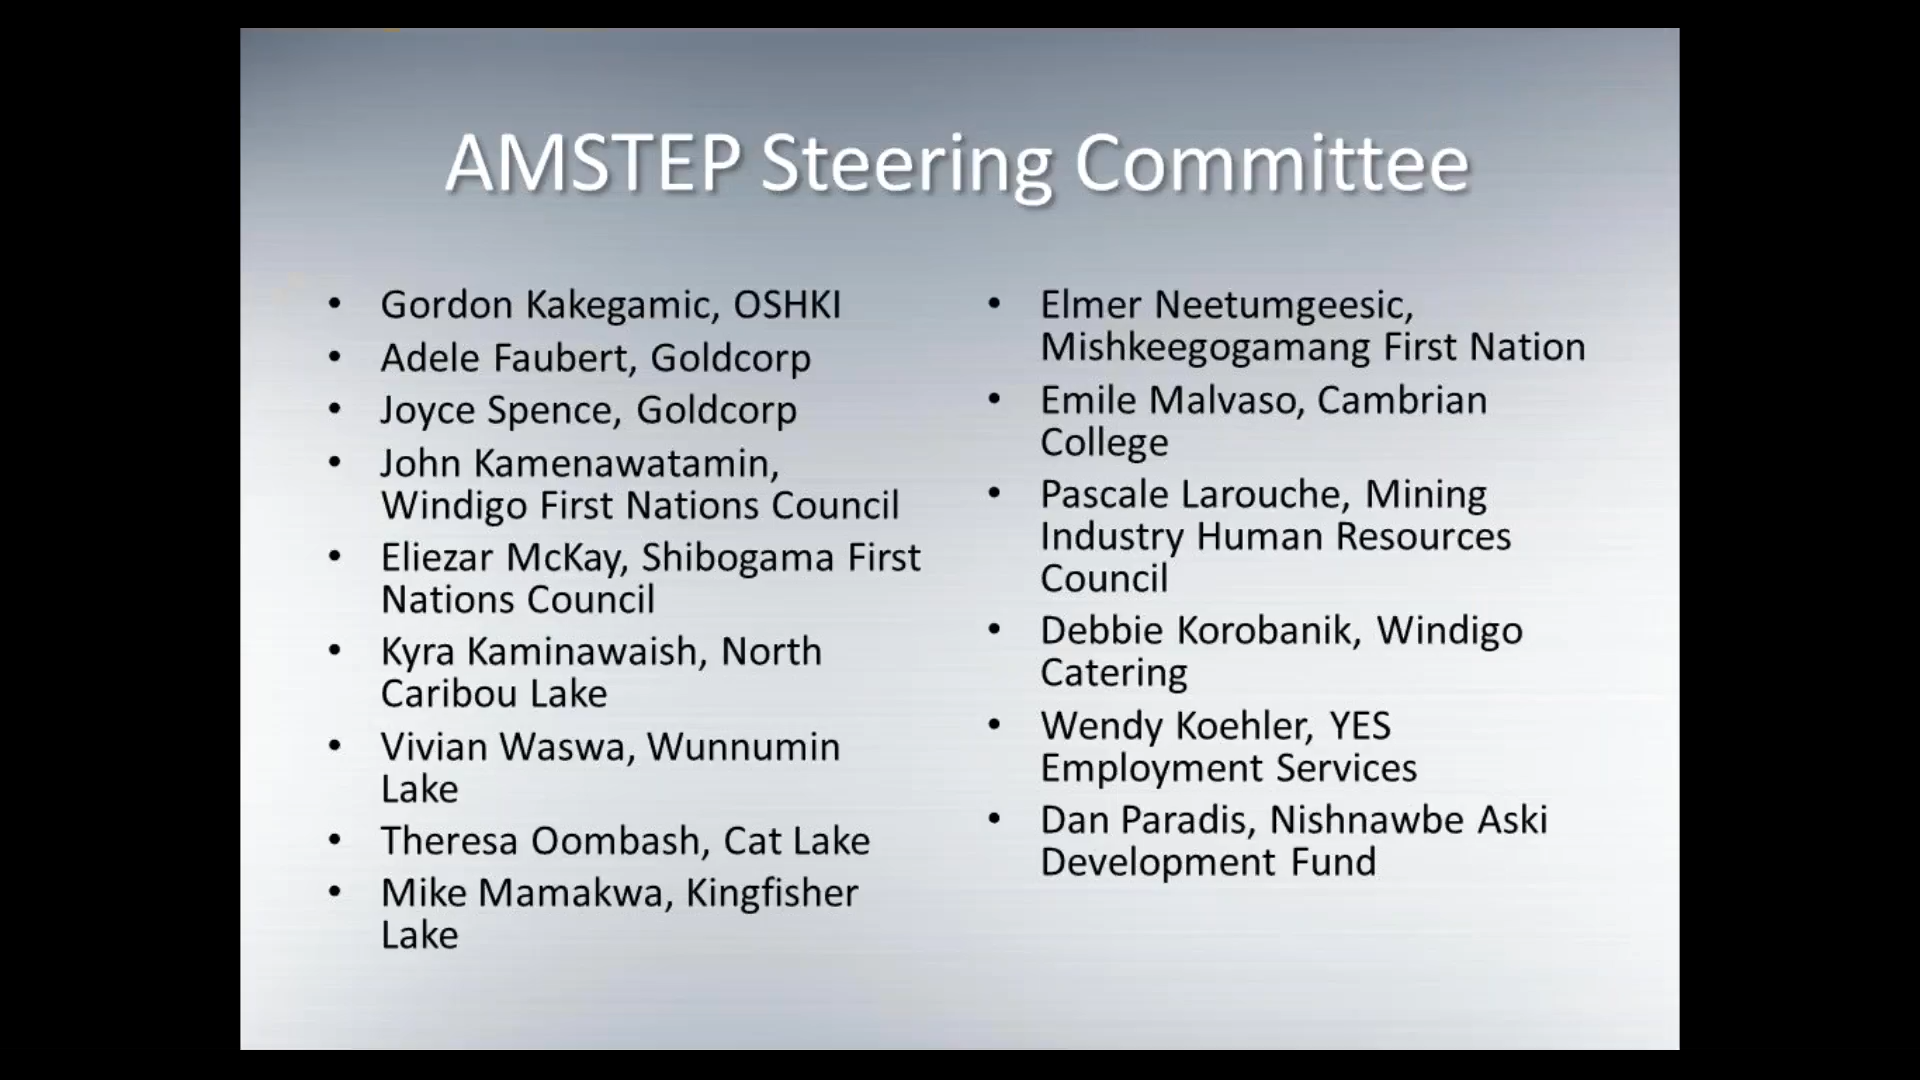 AMSTEP Steering Committee
• Gordon Kakegamic, OSHKI
• Adele Faubert, Goldcorp
• Joyce Spence, Goldcorp
• John Kamenawatamin,
Windigo First Nations Council
• Eliezar McKay, Shibogama First
Nations Council
• Kyra Kaminawaish, North
Caribou Lake
• Vivian Waswa, Wunnumin
Lake
• Theresa Oombash, Cat Lake
• Mike Mamakwa, Kingfisher
Lake
• Elmer Neetumgeesic,
Mishkeegogamang First Nation
• Emile Malvaso, Cambrian
College
• Pascale Larouche, Mining
Industry Human Resources
Council
• Debbie Korobanik, Windigo
Catering
• Wendy Koehler, YES
Employment Services
• Dan Paradis, Nishnawbe Aski
Development Fund